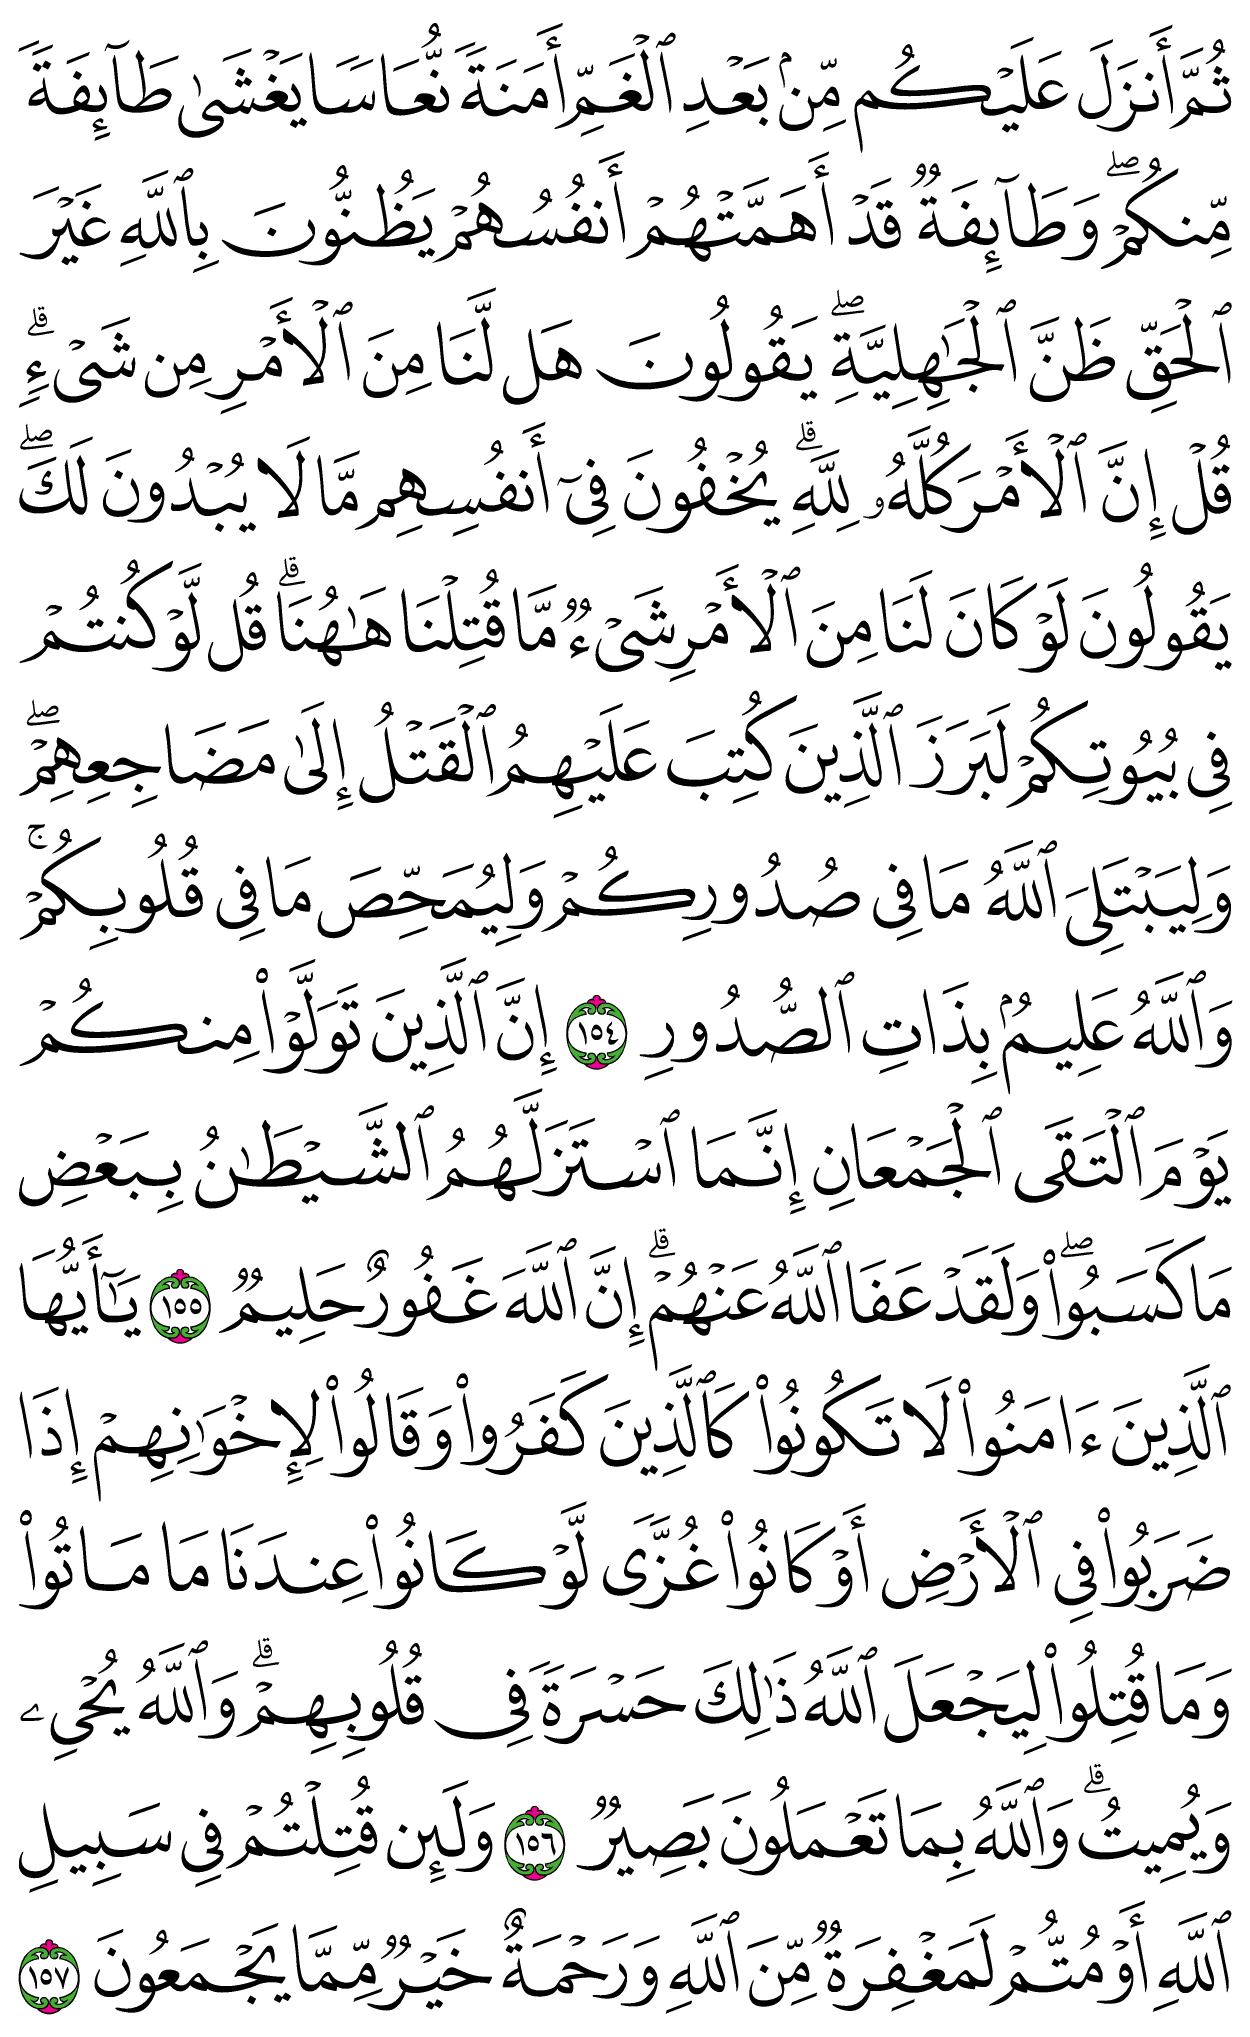 ثُمَّ أَنزَلَ عَلَيۡكُم مِّنۢ بَعۡدِ ٱلۡغَمِّ أَمَنَةٗ نُّعَاسٗا يَغۡشَىٰ طَآئِفَةٗ
مِّنكُمۡۖ وَطَآئِفَةٞ قَدۡ أَهَمَّتۡهُمۡ أَنفُسُهُمۡ يَظُنُّونَ بِٱللَّهِ غَيۡرَ
ٱلۡحَقِّ ظَنَّ ٱلۡجَٰهِلِيَّةِۖ يَقُولُونَ هَل لَّنَا مِنَ ٱلۡأَمۡرِ مِن شَيۡءٖۗ
قُلۡ إِنَّ ٱلۡأَمۡرَ كُلَّهُۥ لِلَّهِۗ يُخۡفُونَ فِيٓ أَنفُسِهِم مَّا لَا يُبۡدُونَ لَكَۖ
يَقُولُونَ لَوۡ كَانَ لَنَا مِنَ ٱلۡأَمۡرِ شَيۡءٞ مَّا قُتِلۡنَا هَٰهُنَاۗ قُل لَّوۡ كُنتُمۡ
فِي بُيُوتِكُمۡ لَبَرَزَ ٱلَّذِينَ كُتِبَ عَلَيۡهِمُ ٱلۡقَتۡلُ إِلَىٰ مَضَاجِعِهِمۡۖ
وَلِيَبۡتَلِيَ ٱللَّهُ مَا فِي صُدُورِكُمۡ وَلِيُمَحِّصَ مَا فِي قُلُوبِكُمۡۚ
وَٱللَّهُ عَلِيمُۢ بِذَاتِ ٱلصُّدُورِ ١٥٤ إِنَّ ٱلَّذِينَ تَوَلَّوۡاْ مِنكُمۡ
يَوۡمَ ٱلۡتَقَى ٱلۡجَمۡعَانِ إِنَّمَا ٱسۡتَزَلَّهُمُ ٱلشَّيۡطَٰنُ بِبَعۡضِ
مَا كَسَبُواْۖ وَلَقَدۡ عَفَا ٱللَّهُ عَنۡهُمۡۗ إِنَّ ٱللَّهَ غَفُورٌ حَلِيمٞ ١٥٥ يَٰٓأَيُّهَا
ٱلَّذِينَ ءَامَنُواْ لَا تَكُونُواْ كَٱلَّذِينَ كَفَرُواْ وَقَالُواْ لِإِخۡوَٰنِهِمۡ إِذَا
ضَرَبُواْ فِي ٱلۡأَرۡضِ أَوۡ كَانُواْ غُزّٗى لَّوۡ كَانُواْ عِندَنَا مَا مَاتُواْ
وَمَا قُتِلُواْ لِيَجۡعَلَ ٱللَّهُ ذَٰلِكَ حَسۡرَةٗ فِي قُلُوبِهِمۡۗ وَٱللَّهُ يُحۡيِۦ
وَيُمِيتُۗ وَٱللَّهُ بِمَا تَعۡمَلُونَ بَصِيرٞ ١٥٦ وَلَئِن قُتِلۡتُمۡ فِي سَبِيلِ
ٱللَّهِ أَوۡ مُتُّمۡ لَمَغۡفِرَةٞ مِّنَ ٱللَّهِ وَرَحۡمَةٌ خَيۡرٞ مِّمَّا يَجۡمَعُونَ ١٥٧